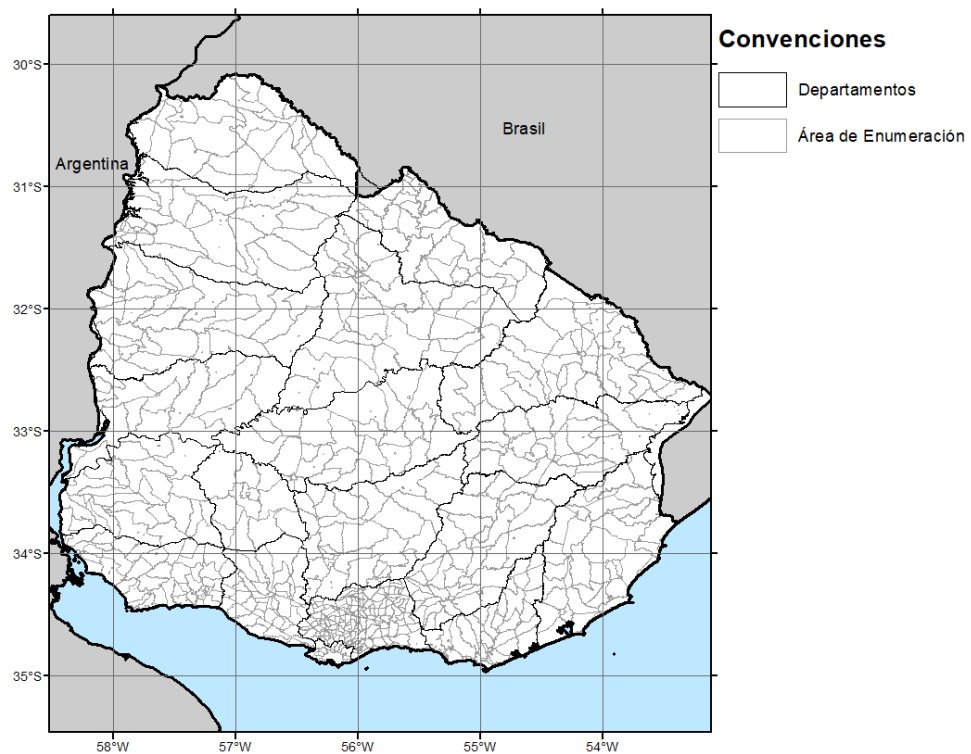 Convenciones
Departamentos
Área de Enumeración
Argentina
Brasil
30°S
31°S
32°S
33°S
34°S
35°S
58°W
57°W
56°W
55°W
54°W